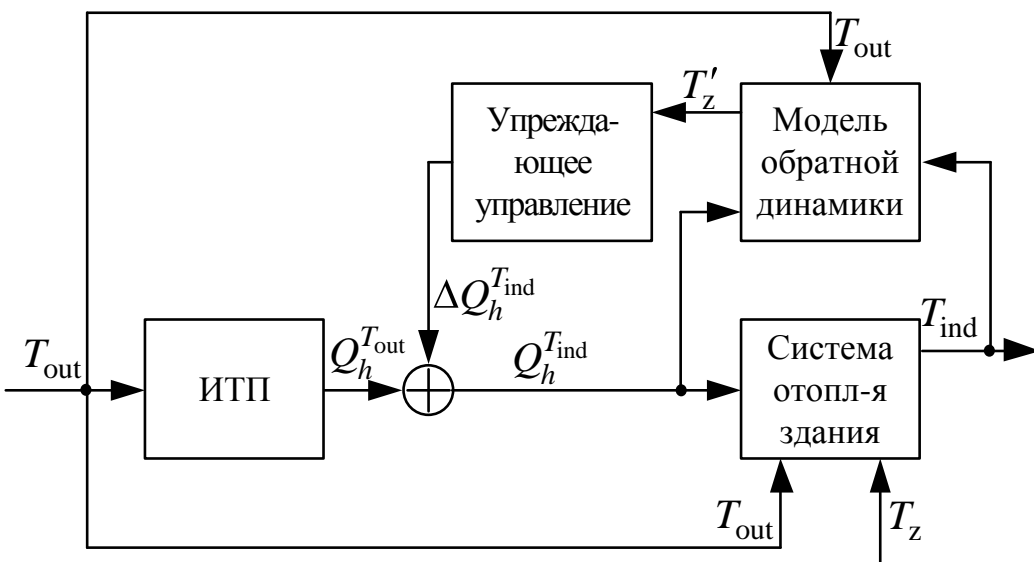 T_out
T'_z
Упрежда-
ющее
управление
Модель
обратной
динамики
ΔQ_h^{T_ind}
T_out
ИТП
Q_h^{T_out}
Q_h^{T_ind}
T_ind
Система
отопл-я
здания
T_out
T_z